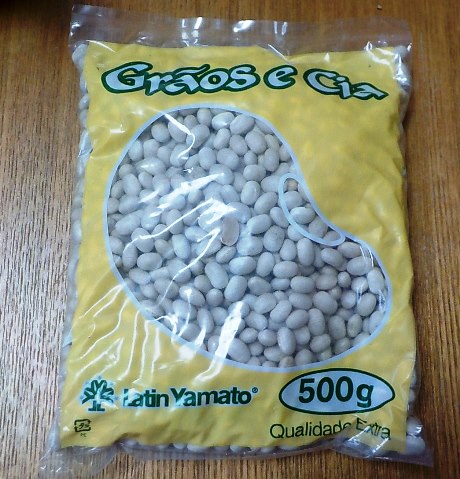 Grãos e Cia
Latin Yamato®
500g
Qualidade Extra